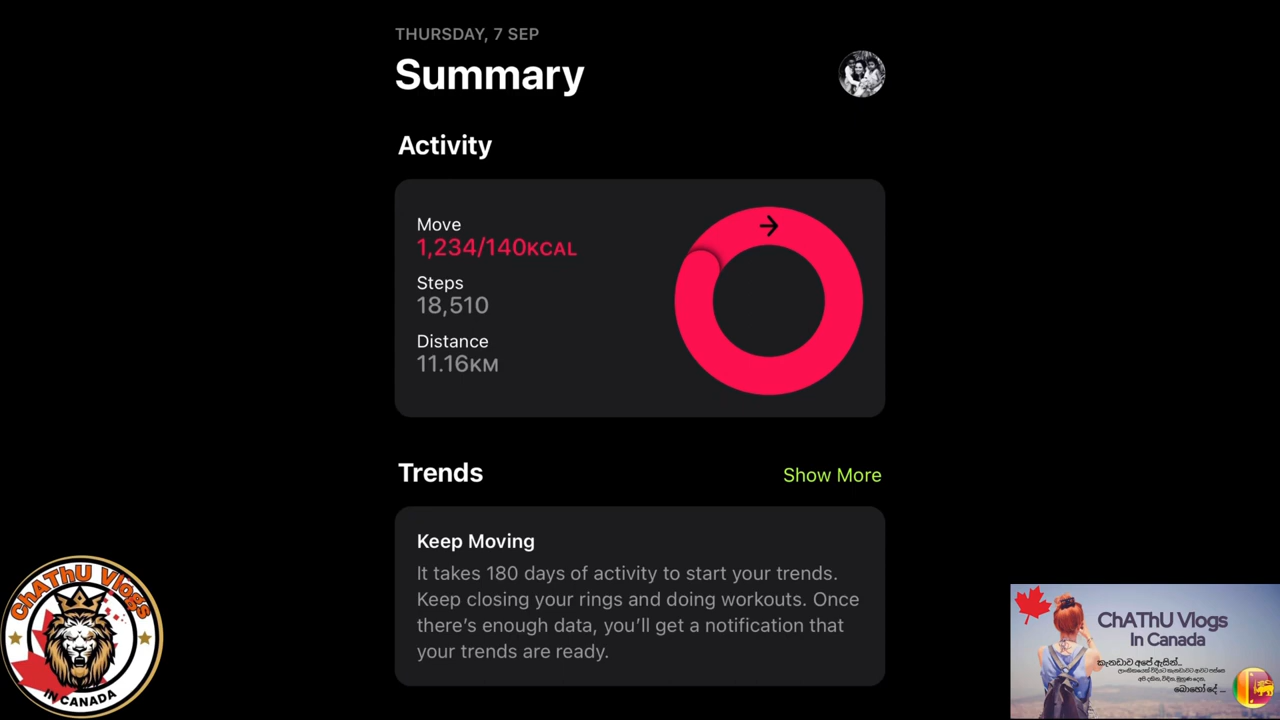 THURSDAY, 7 SEP
Summary
Activity
Move
1,234/140KCAL
Steps
18,510
Distance
11.16KM
Trends
Show More
Keep Moving
It takes 180 days of activity to start your trends.
Keep closing your rings and doing workouts. Once
there’s enough data, you’ll get a notification that
your trends are ready.
ChAThU Vlogs
IN CANADA
ChAThU Vlogs
In Canada
කැනඩාව අපේ ඇසින්...
බොහෝ දේ ...